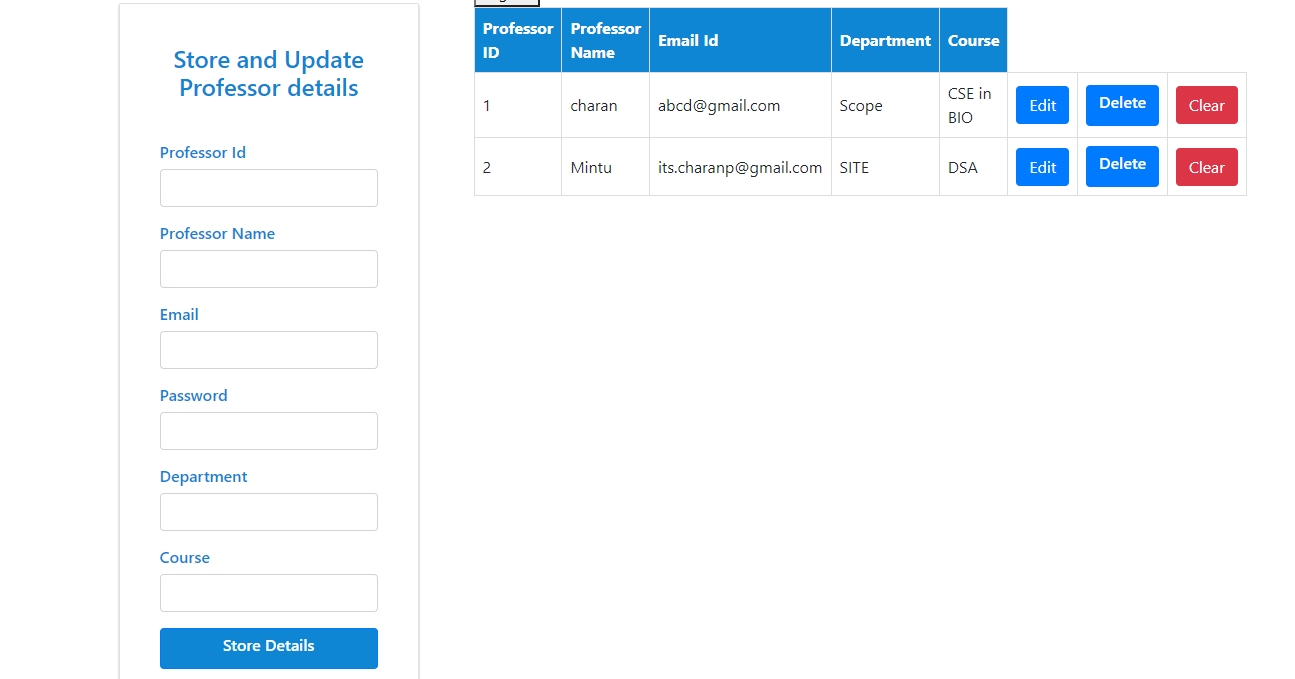 Store and Update
Professor details
Professor Id
Professor Name
Email
Password
Department
Course
Store Details
Professor ID Professor Name Email Id Department Course
1 charan abcd@gmail.com Scope CSE in BIO Edit Delete Clear
2 Mintu its.charanp@gmail.com SITE DSA Edit Delete Clear